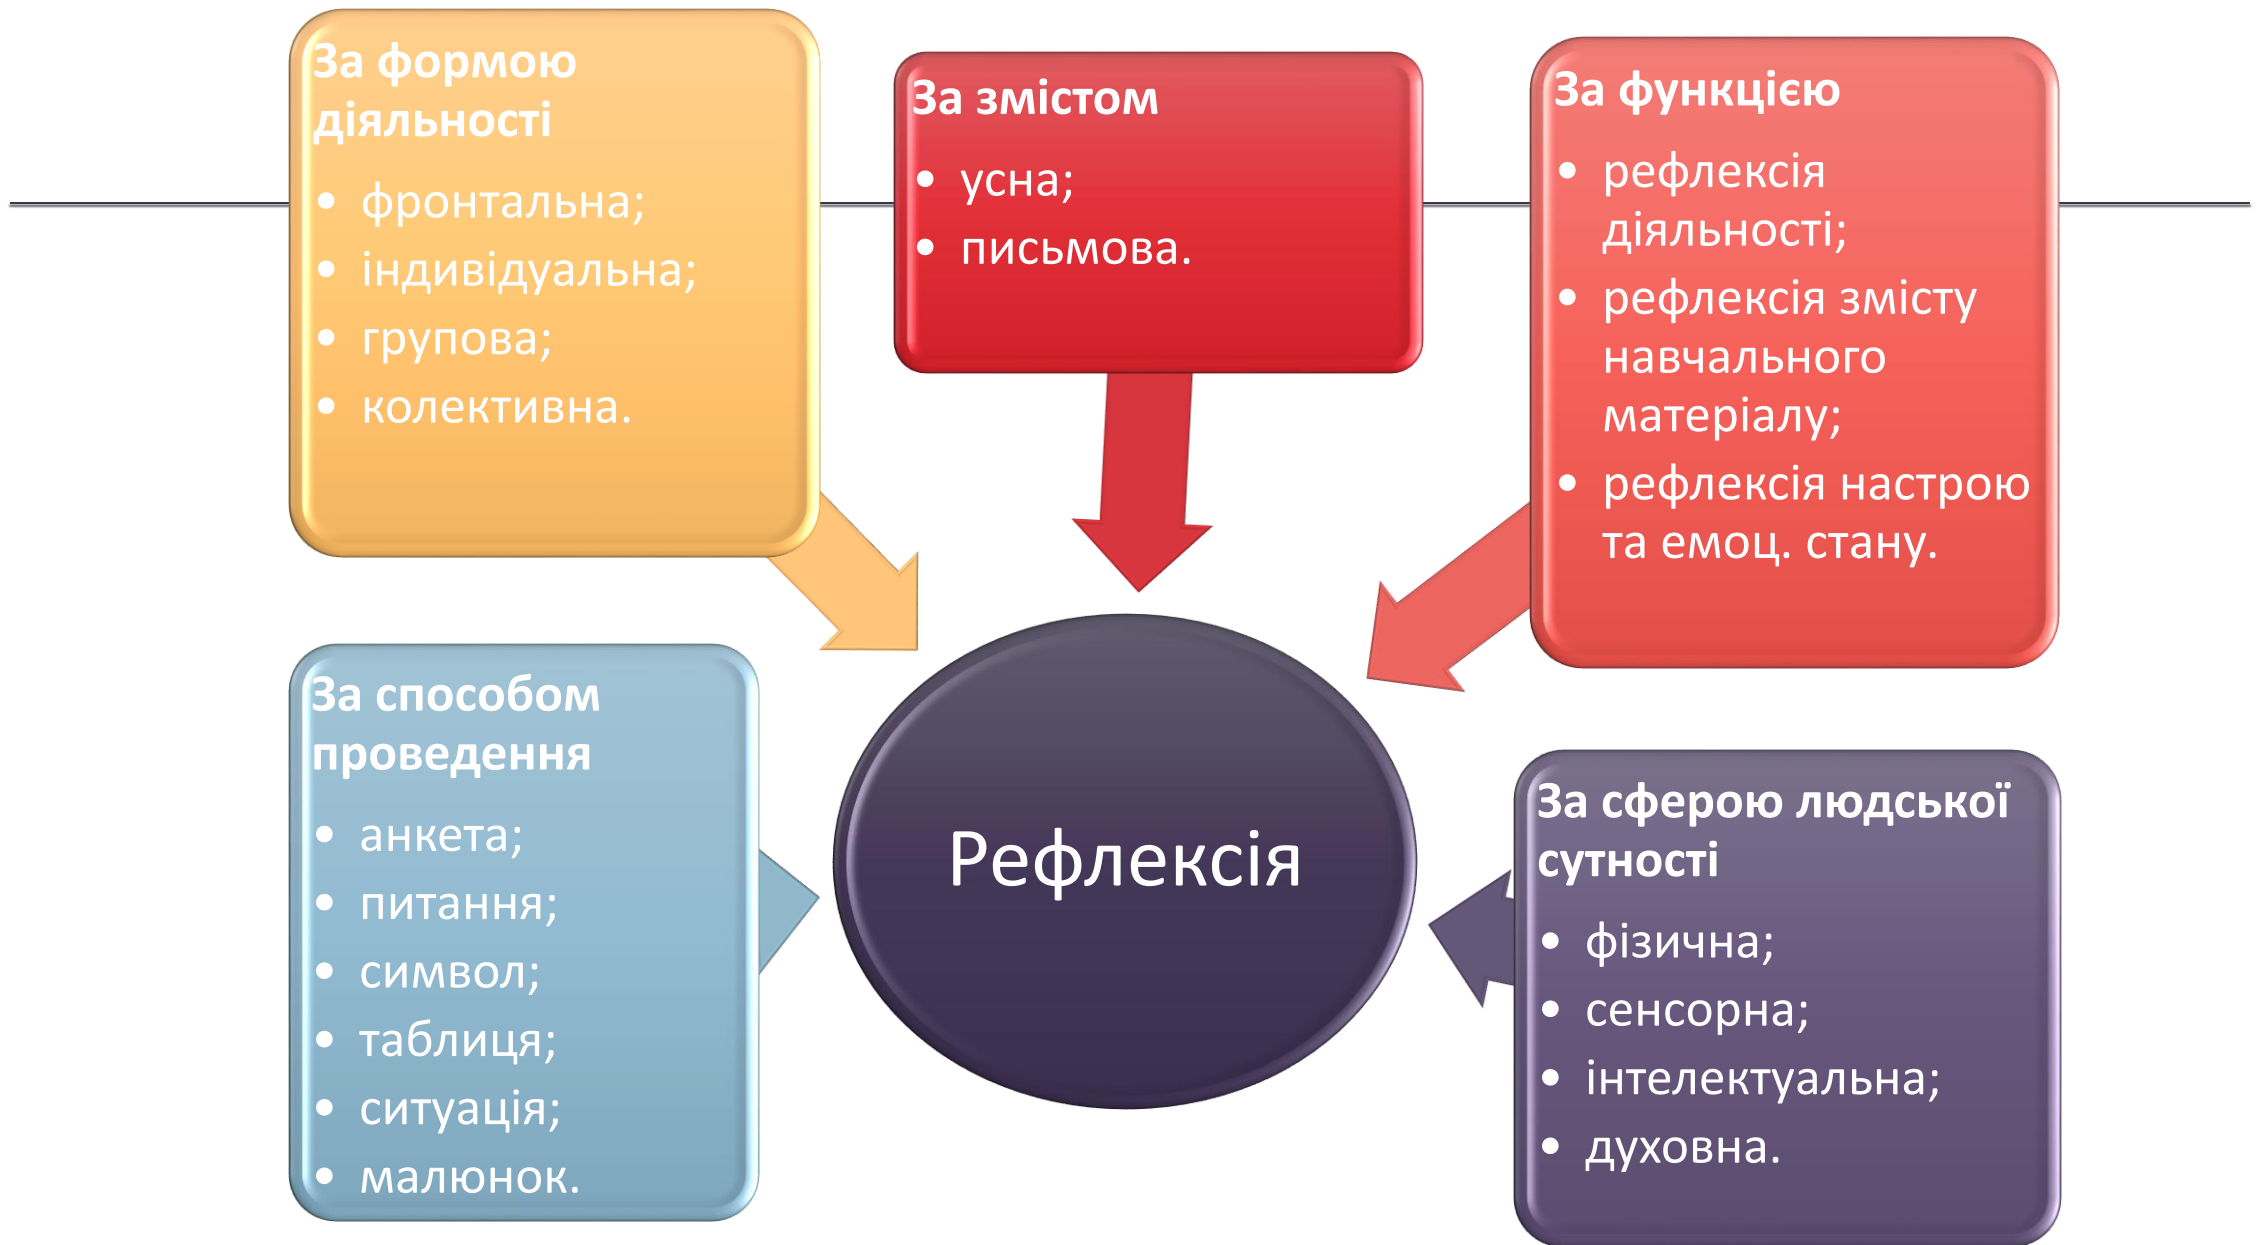 За формою
діяльності
• фронтальна;
• індивідуальна;
• групова;
• колективна.
За змістом
• усна;
• письмова.
За функцією
• рефлексія
діяльності;
• рефлексія змісту
навчального
матеріалу;
• рефлексія настрою
та емоц. стану.
За способом
проведення
• анкета;
• питання;
• символ;
• таблиця;
• ситуація;
• малюнок.
Рефлексія
За сферою людської
сутності
• фізична;
• сенсорна;
• інтелектуальна;
• духовна.